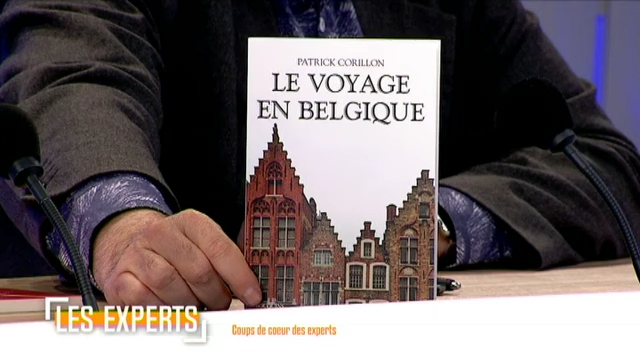 PATRICK CORILLON
LE VOYAGE
EN BELGIQUE
LES EXPERTS
Coups de coeur des experts